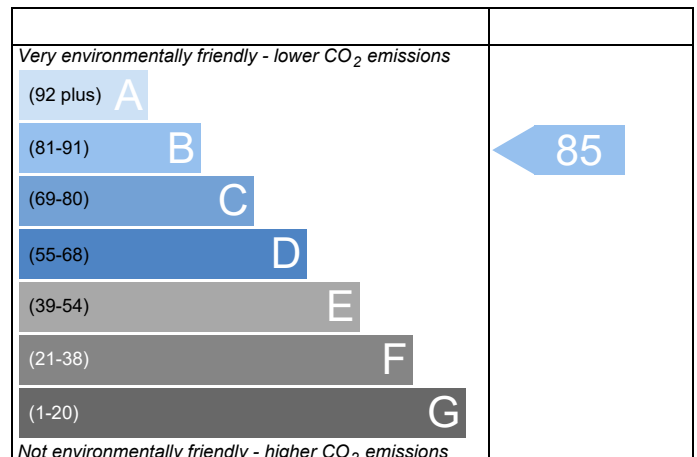 Very environmentally friendly - lower CO2 emissions
(92 plus) A
(81-91) B
85
(69-80) C
(55-68) D
(39-54) E
(21-38) F
(1-20) G
Not environmentally friendly - higher CO2 emissions